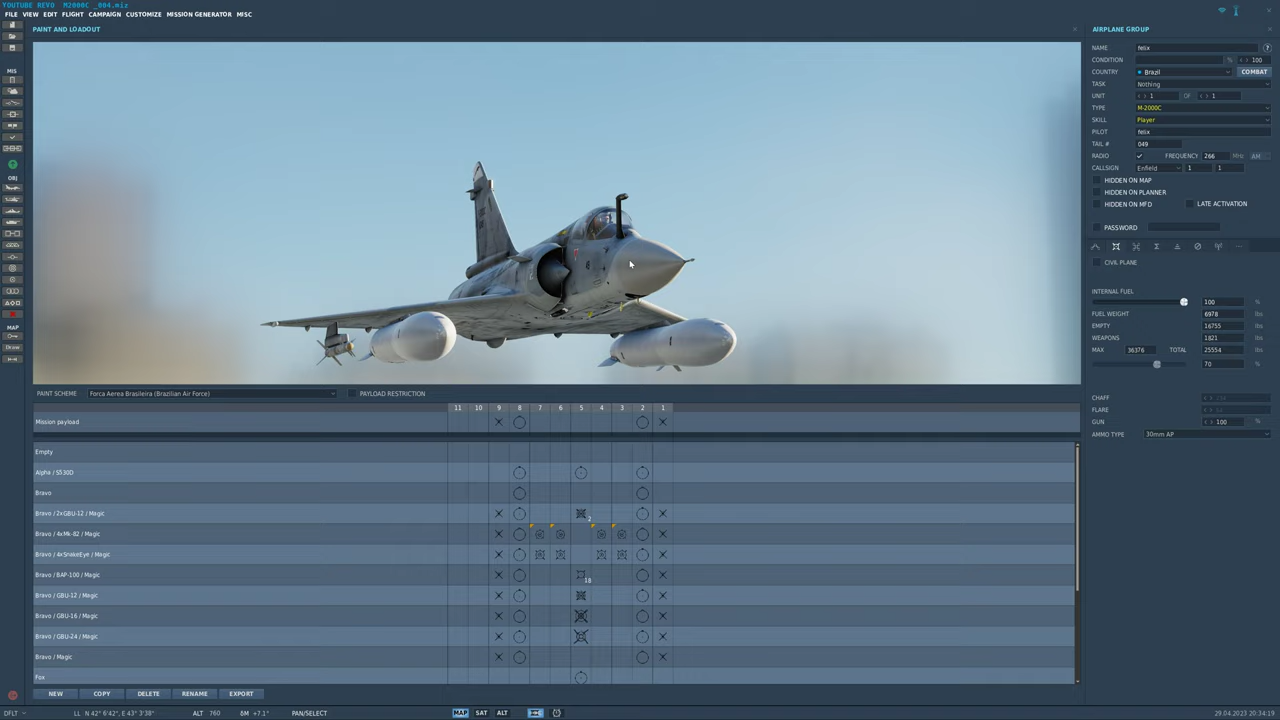 YOUTUBE REVO M2000C _004.miz
FILE VIEW EDIT FLIGHT CAMPAIGN CUSTOMIZE MISSION GENERATOR MISC
PAINT AND LOADOUT
AIRPLANE GROUP
NAME felix ?
CONDITION % < > 100
COUNTRY Brazil COMBAT
TASK Nothing
UNIT < > 1 OF < > 1
TYPE M-2000C
SKILL Player
PILOT felix
TAIL # 049
RADIO FREQUENCY 266 MHz AM
CALLSIGN Enfield 1 1
HIDDEN ON MAP
HIDDEN ON PLANNER
HIDDEN ON MFD LATE ACTIVATION
PASSWORD
CIVIL PLANE
INTERNAL FUEL
100 %
FUEL WEIGHT 6978 lbs
EMPTY 16755 lbs
WEAPONS 1821 lbs
MAX 36376 TOTAL 25554 lbs
70 %
CHAFF
FLARE
GUN < > 100 %
AMMO TYPE 30mm AP
MIS
OBJ
MAP
PAINT SCHEME Forca Aerea Brasileira (Brazilian Air Force) PAYLOAD RESTRICTION
11 10 9 8 7 6 5 4 3 2 1
Mission payload
Empty
Alpha / S530D
Bravo
Bravo / 2xGBU-12 / Magic 2
Bravo / 4xMk-82 / Magic
Bravo / 4xSnakeEye / Magic
Bravo / BAP-100 / Magic 18
Bravo / GBU-12 / Magic
Bravo / GBU-16 / Magic
Bravo / GBU-24 / Magic
Bravo / Magic
Fox
NEW COPY DELETE RENAME EXPORT
DFLT LL N 42° 6'42", E 43° 3'38" ALT 760 δM +7.1° PAN/SELECT MAP SAT ALT 29.04.2023 20:34:19